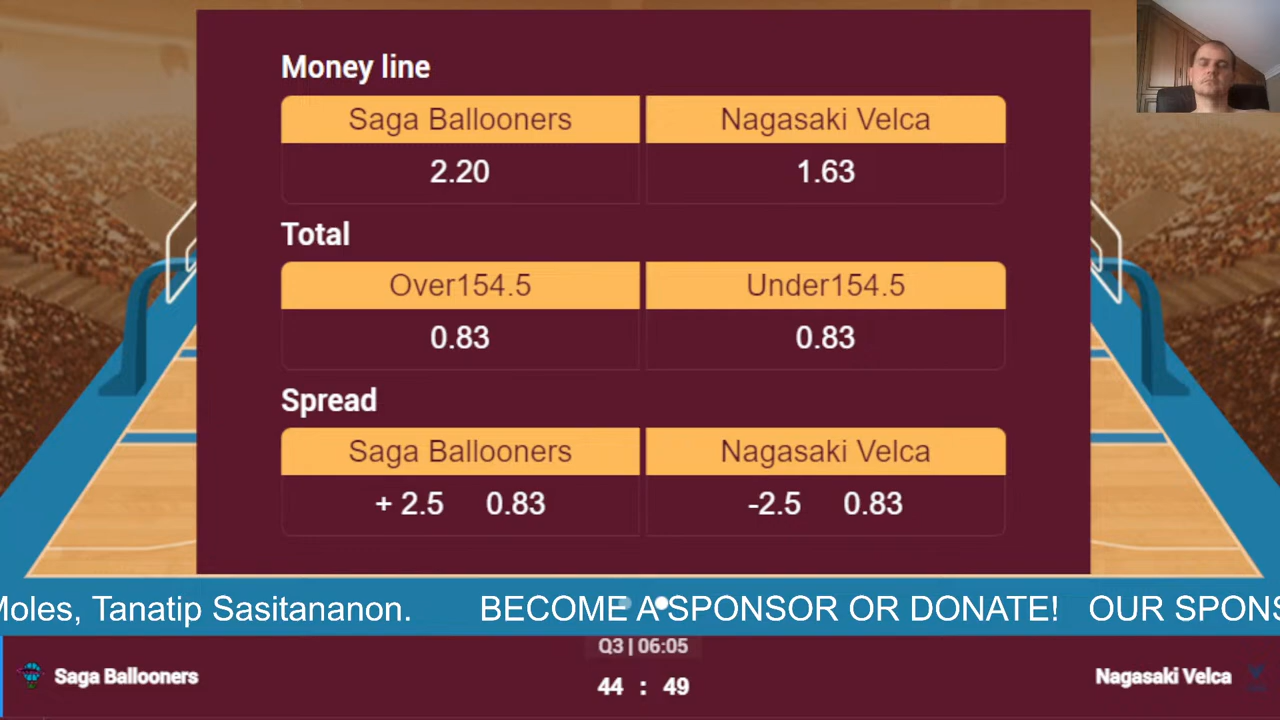 Money line
Saga Ballooners Nagasaki Velca
2.20 1.63
Total
Over154.5 Under154.5
0.83 0.83
Spread
Saga Ballooners Nagasaki Velca
+ 2.5 0.83 -2.5 0.83
Moles, Tanatip Sasitananon. BECOME A SPONSOR OR DONATE! OUR SPONS
Q3 | 06:05
Saga Ballooners 44 : 49 Nagasaki Velca